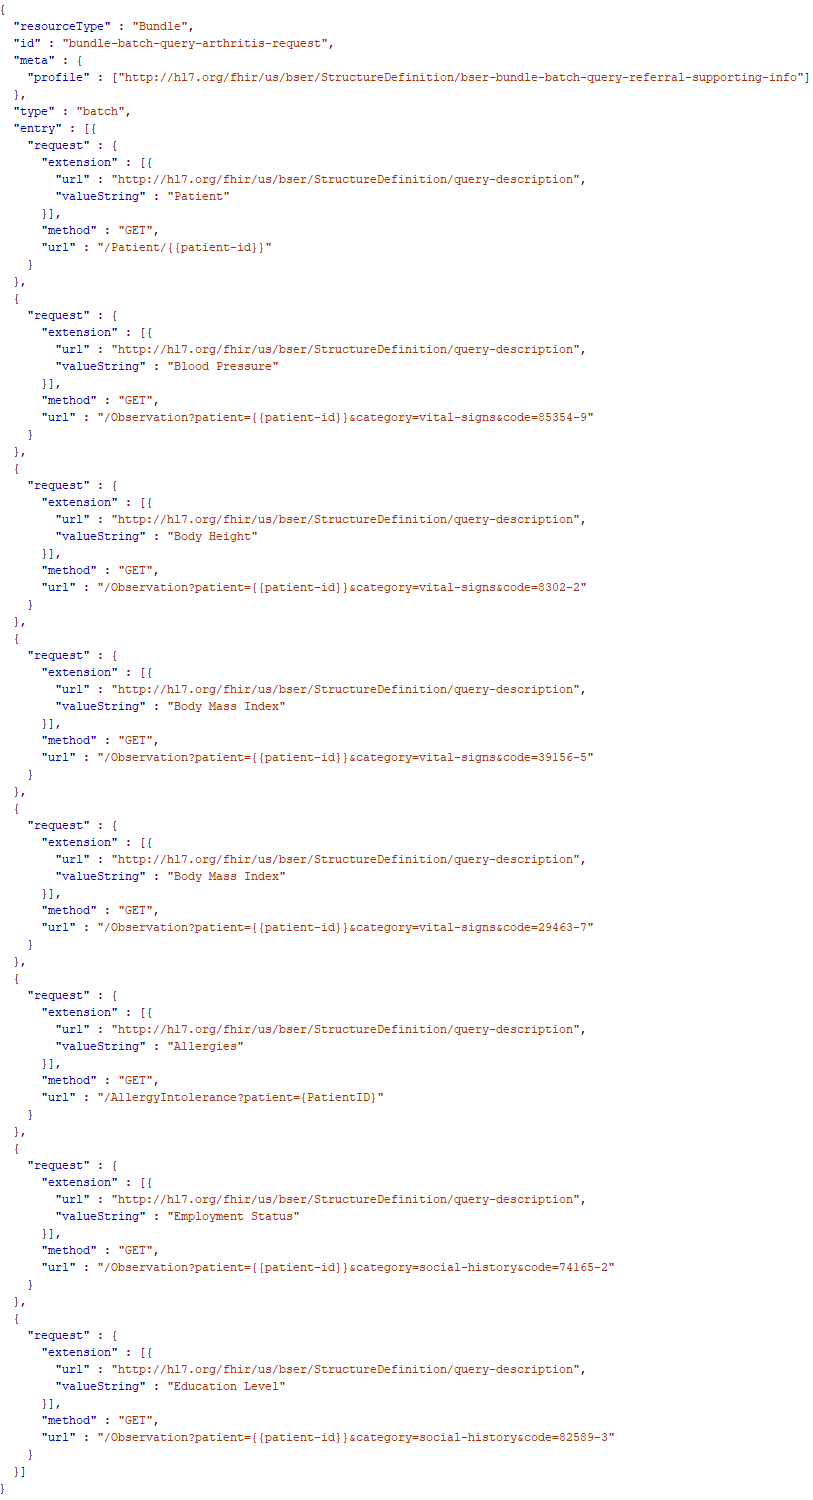 {
  "resourceType" : "Bundle",
  "id" : "bundle-batch-query-arthritis-request",
  "meta" : {
    "profile" : ["http://hl7.org/fhir/us/bser/StructureDefinition/bser-bundle-batch-query-referral-supporting-info"]
  },
  "type" : "batch",
  "entry" : [{
    "request" : {
      "extension" : [{
        "url" : "http://hl7.org/fhir/us/bser/StructureDefinition/query-description",
        "valueString" : "Patient"
      }],
      "method" : "GET",
      "url" : "/Patient/{{patient-id}}"
    }
  },
  {
    "request" : {
      "extension" : [{
        "url" : "http://hl7.org/fhir/us/bser/StructureDefinition/query-description",
        "valueString" : "Blood Pressure"
      }],
      "method" : "GET",
      "url" : "/Observation?patient={{patient-id}}&category=vital-signs&code=85354-9"
    }
  },
  {
    "request" : {
      "extension" : [{
        "url" : "http://hl7.org/fhir/us/bser/StructureDefinition/query-description",
        "valueString" : "Body Height"
      }],
      "method" : "GET",
      "url" : "/Observation?patient={{patient-id}}&category=vital-signs&code=8302-2"
    }
  },
  {
    "request" : {
      "extension" : [{
        "url" : "http://hl7.org/fhir/us/bser/StructureDefinition/query-description",
        "valueString" : "Body Mass Index"
      }],
      "method" : "GET",
      "url" : "/Observation?patient={{patient-id}}&category=vital-signs&code=39156-5"
    }
  },
  {
    "request" : {
      "extension" : [{
        "url" : "http://hl7.org/fhir/us/bser/StructureDefinition/query-description",
        "valueString" : "Body Mass Index"
      }],
      "method" : "GET",
      "url" : "/Observation?patient={{patient-id}}&category=vital-signs&code=29463-7"
    }
  },
  {
    "request" : {
      "extension" : [{
        "url" : "http://hl7.org/fhir/us/bser/StructureDefinition/query-description",
        "valueString" : "Allergies"
      }],
      "method" : "GET",
      "url" : "/AllergyIntolerance?patient={PatientID}"
    }
  },
  {
    "request" : {
      "extension" : [{
        "url" : "http://hl7.org/fhir/us/bser/StructureDefinition/query-description",
        "valueString" : "Employment Status"
      }],
      "method" : "GET",
      "url" : "/Observation?patient={{patient-id}}&category=social-history&code=74165-2"
    }
  },
  {
    "request" : {
      "extension" : [{
        "url" : "http://hl7.org/fhir/us/bser/StructureDefinition/query-description",
        "valueString" : "Education Level"
      }],
      "method" : "GET",
      "url" : "/Observation?patient={{patient-id}}&category=social-history&code=82589-3"
    }
  }]
}